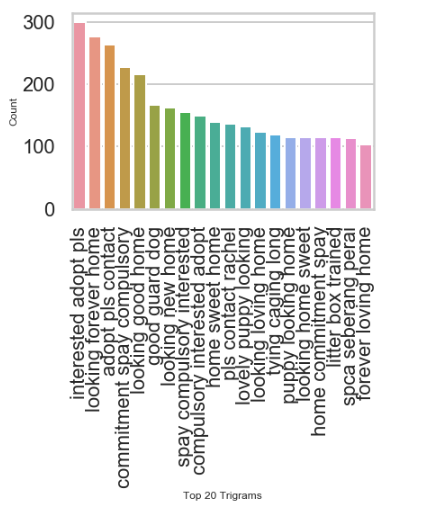 300
200
100
0
Count
interested adopt pls
looking forever home
adopt pls contact
commitment spay compulsory
looking good home
good guard dog
looking new home
spay compulsory interested
compulsory interested adopt
home sweet home
pls contact rachel
lovely puppy looking
looking loving home
tying caging long
puppy looking home
looking home sweet
home commitment spay
litter box trained
spca seberang perai
forever loving home
Top 20 Trigrams